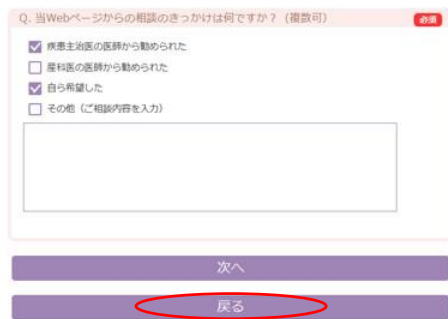 Q. 当Webページからの相談のきっかけは何ですか？（複数可） 必須
疾患主治医の医師から勧められた
産科医の医師から勧められた
自ら希望した
その他（ご相談内容を入力）
次へ
戻る